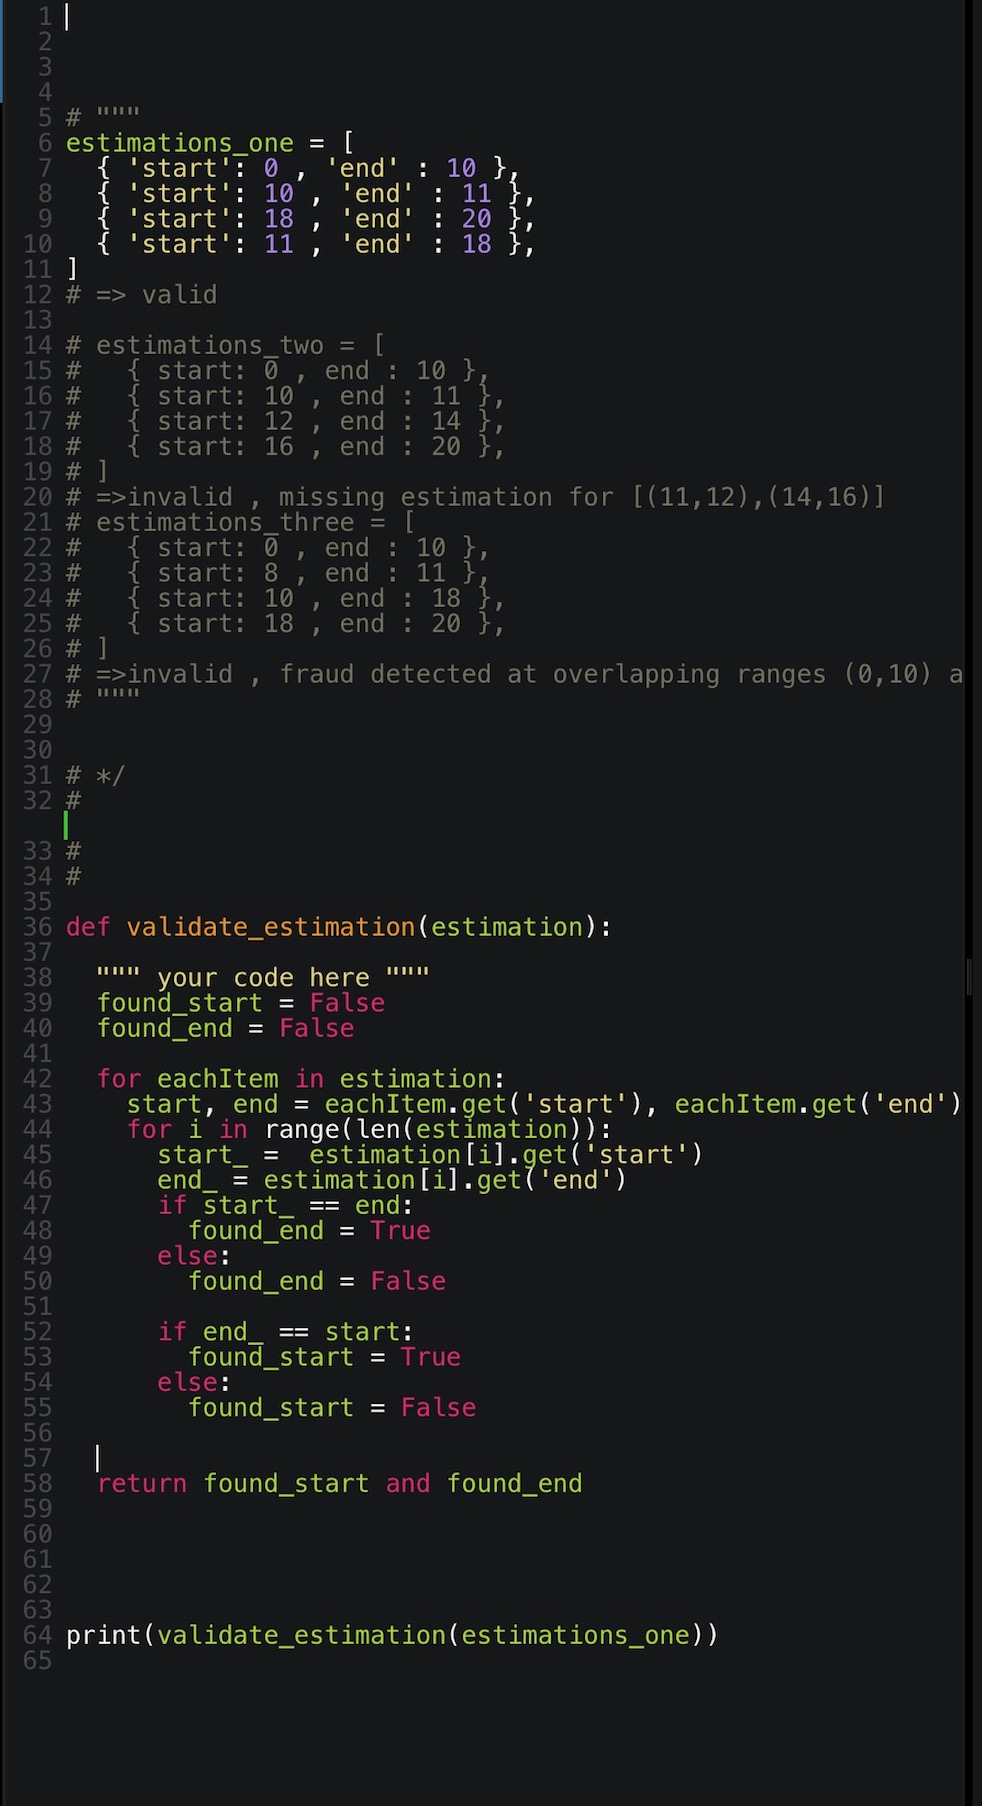 1
2
3
4
5 # """
6 estimations_one = [
7   { 'start': 0 , 'end' : 10 },
8   { 'start': 10 , 'end' : 11 },
9   { 'start': 18 , 'end' : 20 },
10   { 'start': 11 , 'end' : 18 },
11 ]
12 # => valid
13
14 # estimations_two = [
15 #   { start: 0 , end : 10 },
16 #   { start: 10 , end : 11 },
17 #   { start: 12 , end : 14 },
18 #   { start: 16 , end : 20 },
19 # ]
20 # =>invalid , missing estimation for [(11,12),(14,16)]
21 # estimations_three = [
22 #   { start: 0 , end : 10 },
23 #   { start: 8 , end : 11 },
24 #   { start: 10 , end : 18 },
25 #   { start: 18 , end : 20 },
26 # ]
27 # =>invalid , fraud detected at overlapping ranges (0,10) a
28 # """
29
30
31 # */
32 #
33 #
34 #
35
36 def validate_estimation(estimation):
37
38   """ your code here """
39   found_start = False
40   found_end = False
41
42   for eachItem in estimation:
43     start, end = eachItem.get('start'), eachItem.get('end')
44     for i in range(len(estimation)):
45       start_ =  estimation[i].get('start')
46       end_ = estimation[i].get('end')
47       if start_ == end:
48         found_end = True
49       else:
50         found_end = False
51
52       if end_ == start:
53         found_start = True
54       else:
55         found_start = False
56
57
58   return found_start and found_end
59
60
61
62
63
64 print(validate_estimation(estimations_one))
65